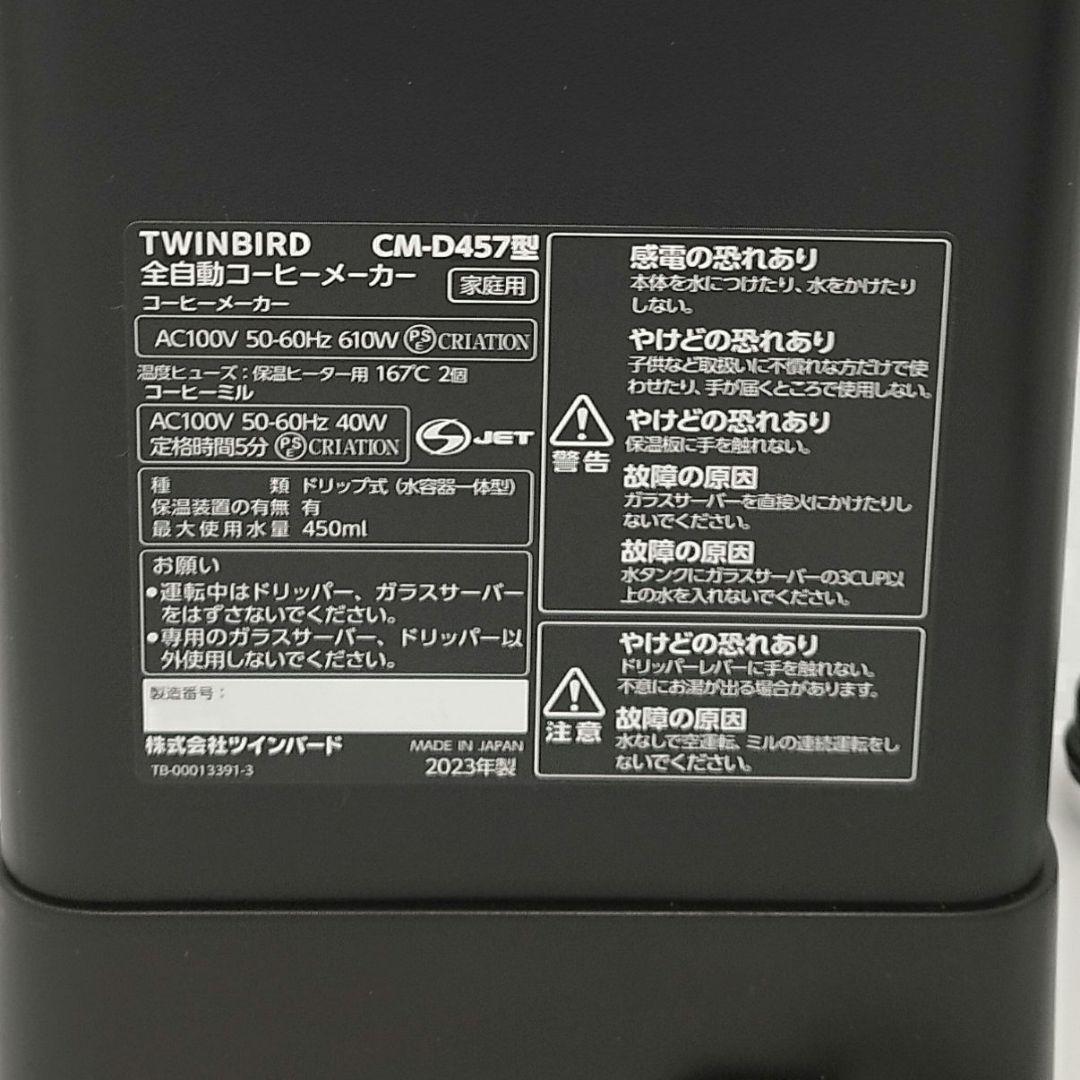 TWINBIRD CM-D457型
全自動コーヒーメーカー 家庭用
コーヒーメーカー
AC100V 50-60Hz 610W PSE CRIATION
温度ヒューズ:保温ヒーター用 167℃ 2個
コーヒーミル
AC100V 50-60Hz 40W
定格時間5分 PSE CRIATION
JET
種類 ドリップ式(水容器一体型)
保温装置の有無 有
最大使用水量 450ml
お願い
●運転中はドリッパー、ガラスサーバー
をはずさないでください。
●専用のガラスサーバー、ドリッパー以
外使用しないでください。
製造番号:
株式会社ツインバード MADE IN JAPAN
TB-00013391-3 2023年製
警告
感電の恐れあり
本体を水につけたり、水をかけたり
しない。
やけどの恐れあり
子供など取扱いに不慣れな方だけで使
わせたり、手が届くところで使用しない。
やけどの恐れあり
保温板に手を触れない。
故障の原因
ガラスサーバーを直接火にかけたりし
ないでください。
故障の原因
水タンクにガラスサーバーの3CUP以
上の水を入れないでください。
注意
やけどの恐れあり
ドリッパーレバーに手を触れない。
不意にお湯が出る場合があります。
故障の原因
水なしで空運転、ミルの連続運転をし
ないでください。